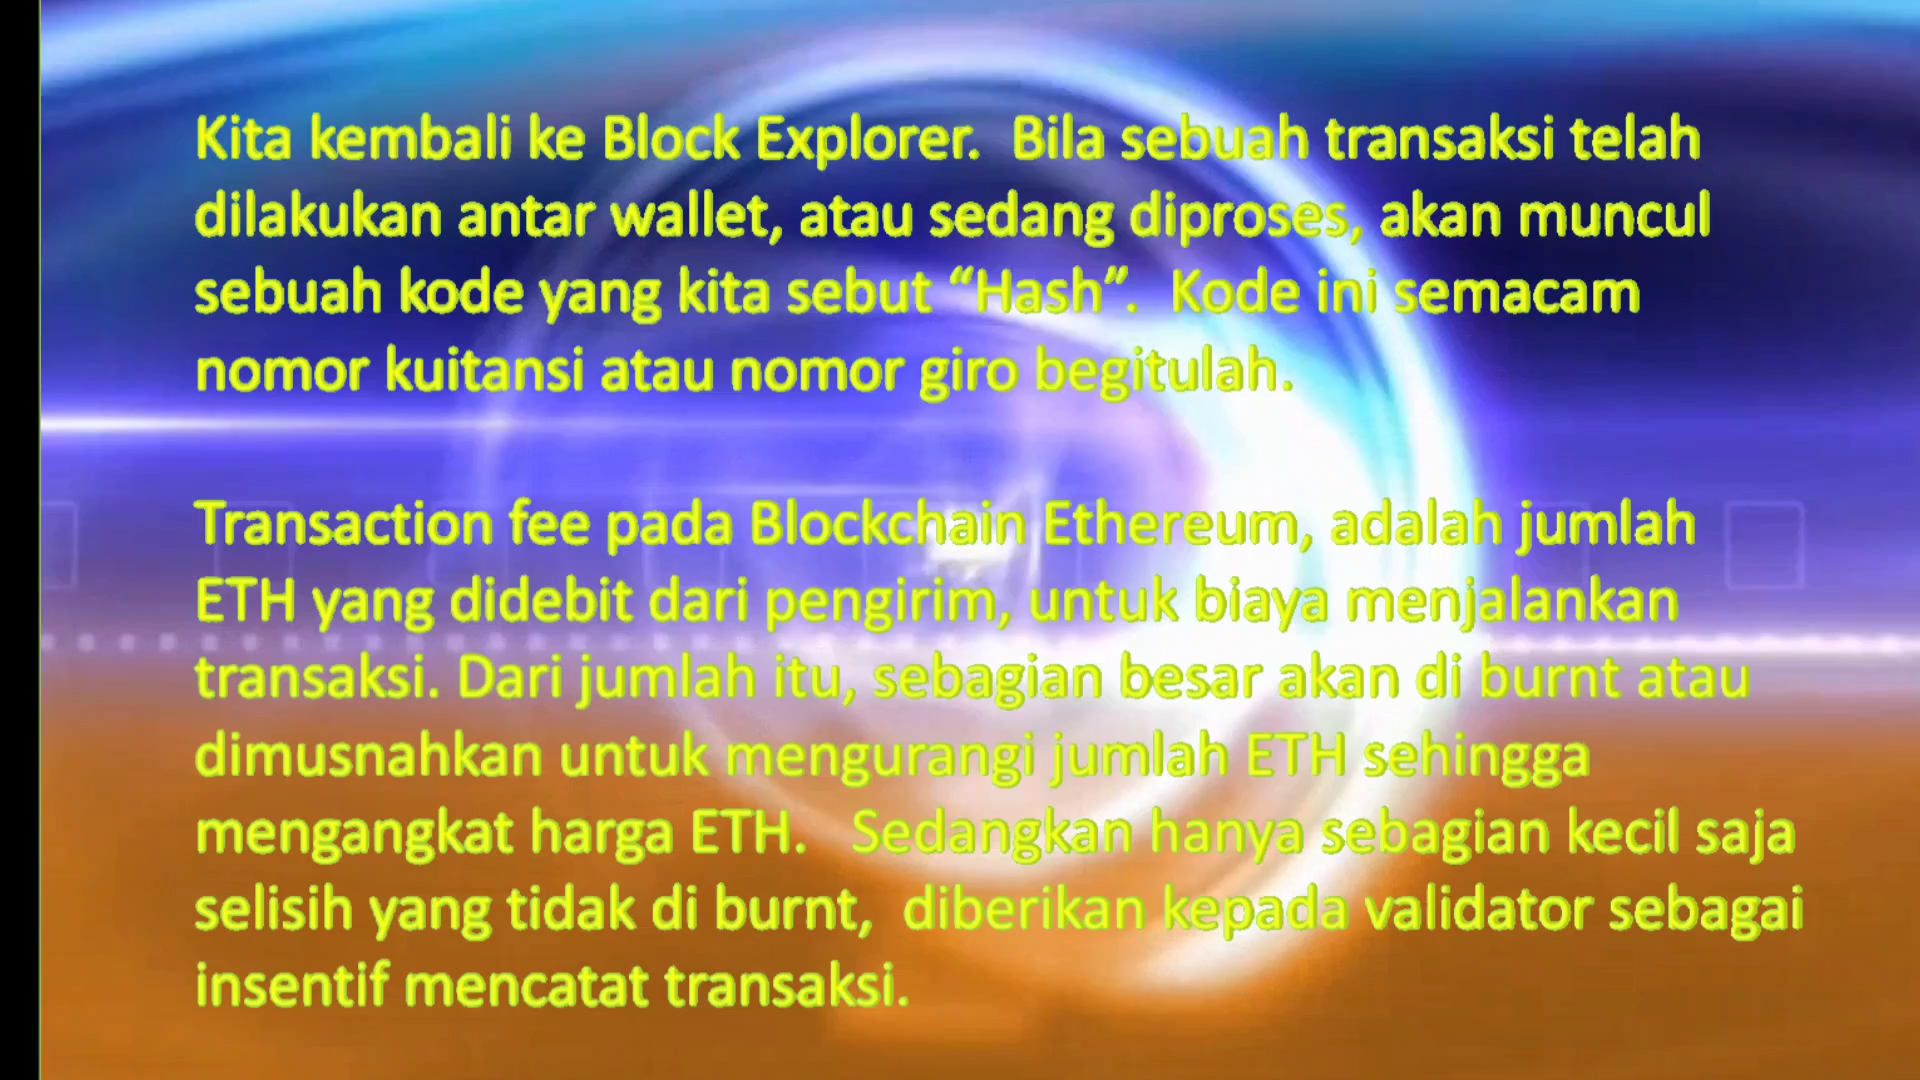 Kita kembali ke Block Explorer.  Bila sebuah transaksi telah
dilakukan antar wallet, atau sedang diproses, akan muncul
sebuah kode yang kita sebut “Hash”.  Kode ini semacam
nomor kuitansi atau nomor giro begitulah.
Transaction fee pada Blockchain Ethereum, adalah jumlah
ETH yang didebit dari pengirim, untuk biaya menjalankan
transaksi. Dari jumlah itu, sebagian besar akan di burnt atau
dimusnahkan untuk mengurangi jumlah ETH sehingga
mengangkat harga ETH.   Sedangkan hanya sebagian kecil saja
selisih yang tidak di burnt,  diberikan kepada validator sebagai
insentif mencatat transaksi.